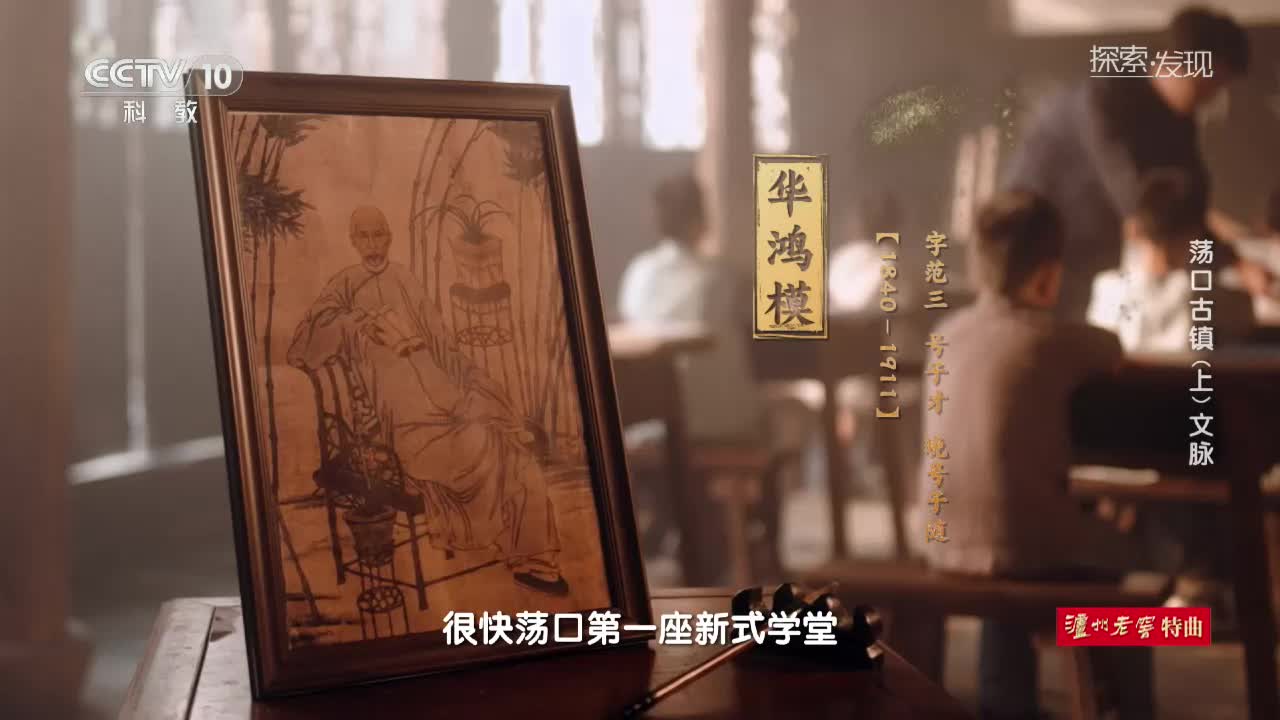 CCTV 10
科教
探索·发现
华鸿模
字范三 号子才 晚号子随
【1840－1911】
荡口古镇（上）文脉
很快荡口第一座新式学堂
泸州老窖特曲